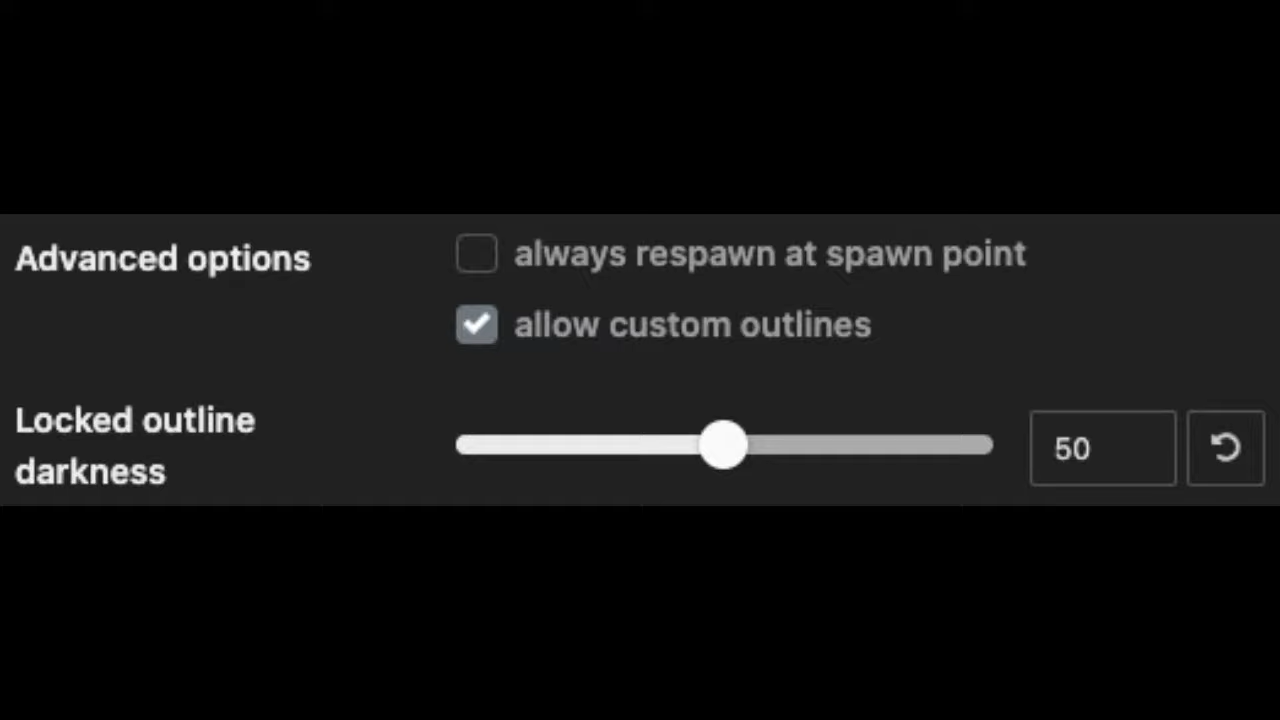 Advanced options
always respawn at spawn point
allow custom outlines
Locked outline
darkness
50